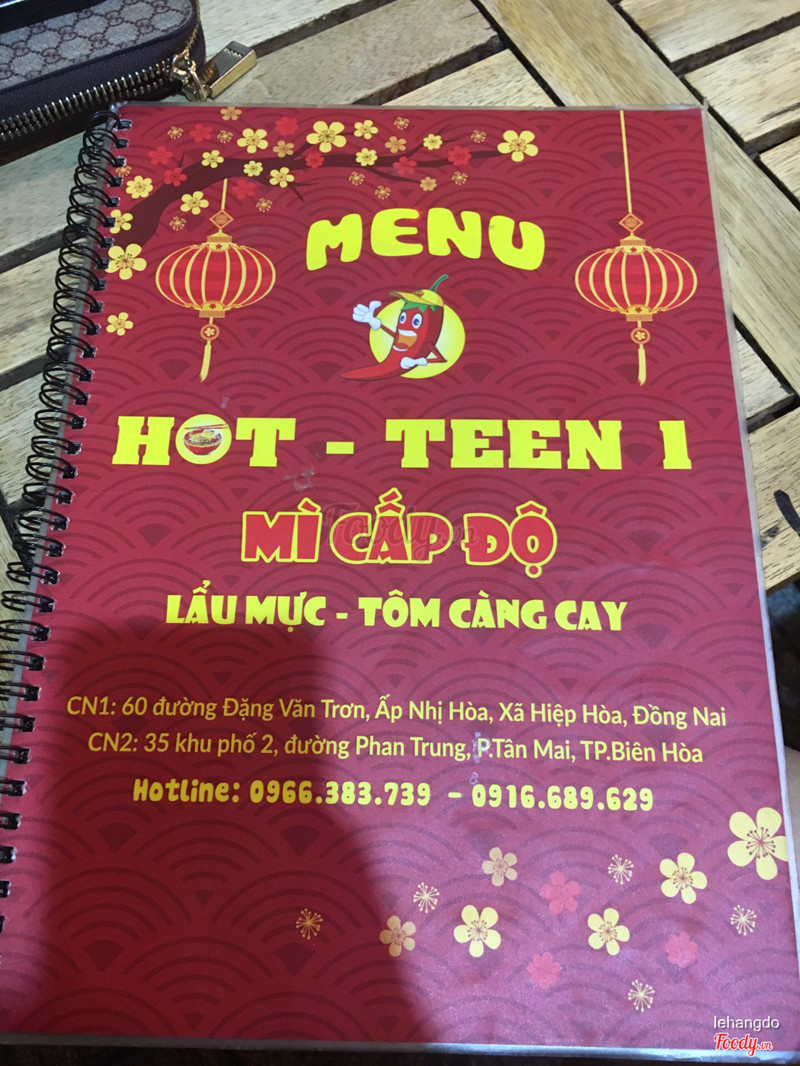 MENU
HOT - TEEN 1
MÌ CẤP ĐỘ
LẨU MỰC - TÔM CÀNG CAY
CN1: 60 đường Đặng Văn Trơn, Ấp Nhị Hòa, Xã Hiệp Hòa, Đồng Nai
CN2: 35 khu phố 2, đường Phan Trung, P.Tân Mai, TP.Biên Hòa
Hotline: 0966.383.739 - 0916.689.629
lehangdo
Foody.vn